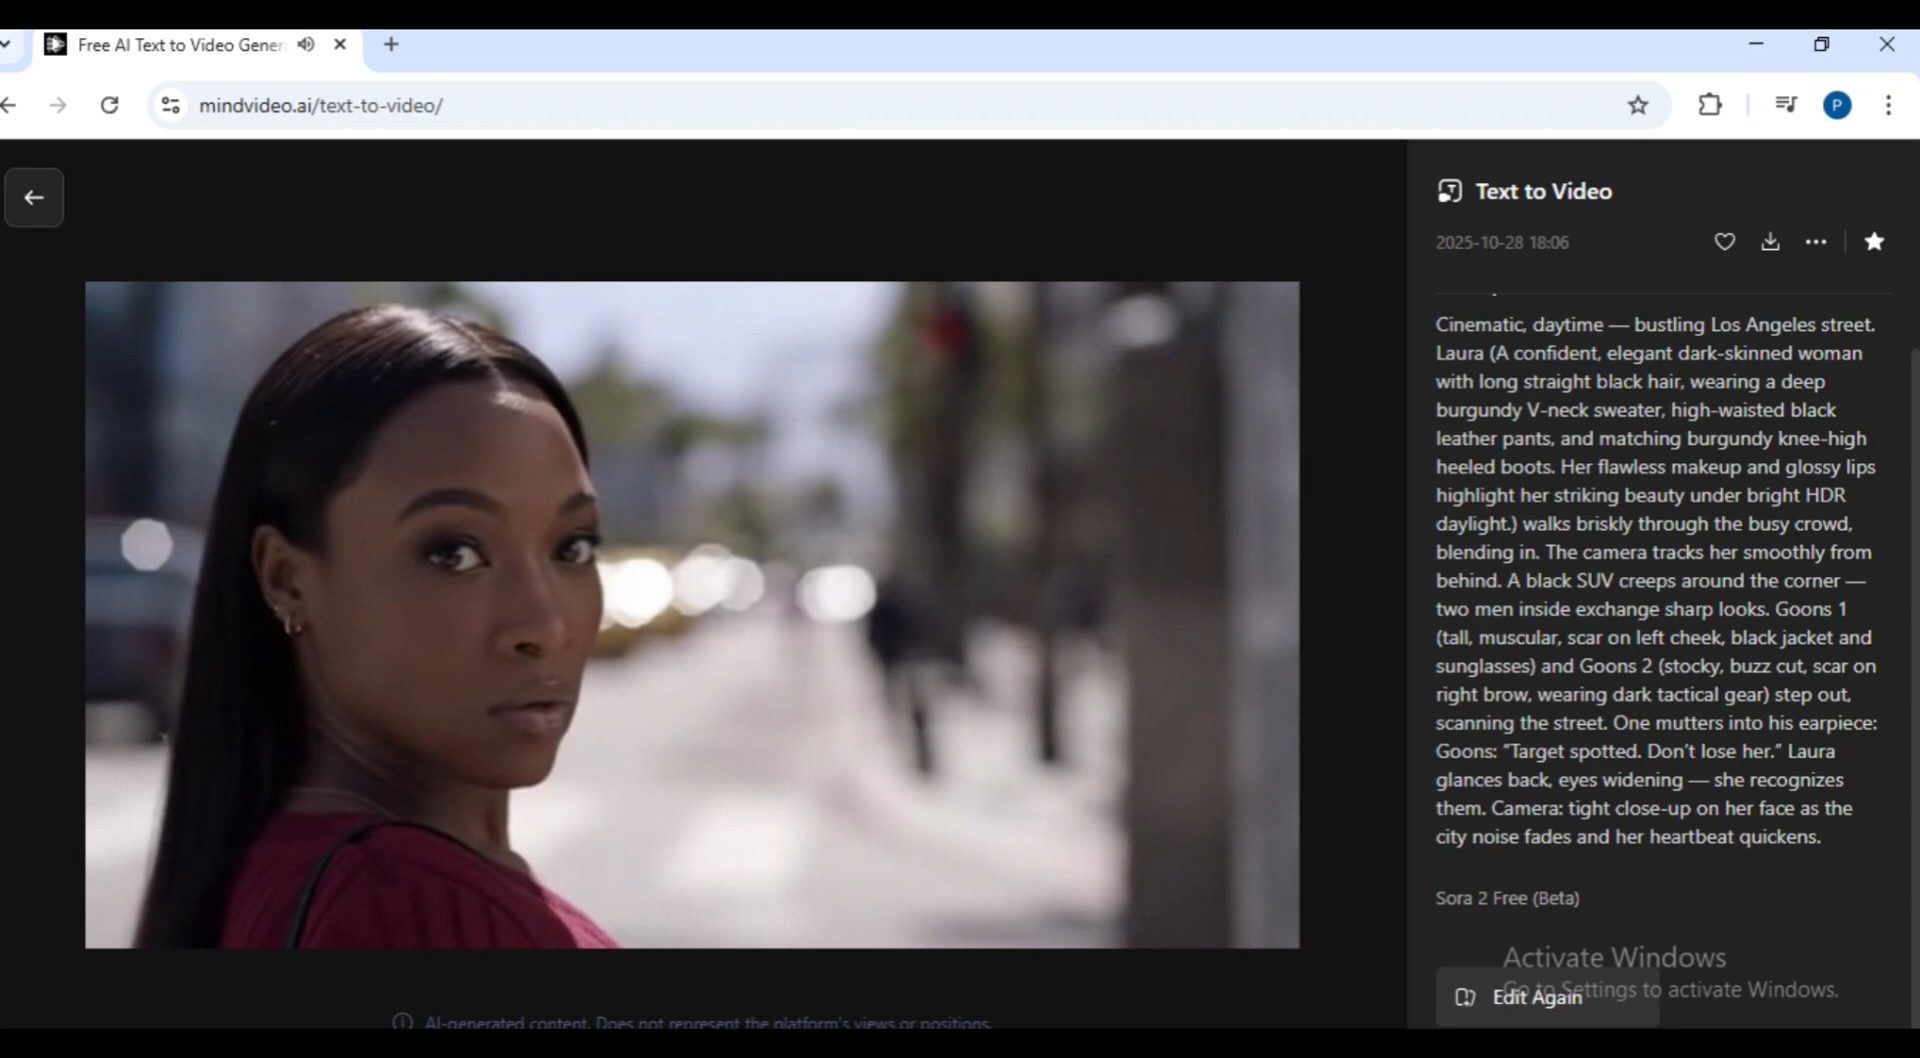 Free AI Text to Video Gener
mindvideo.ai/text-to-video/
P
Text to Video
2025-10-28 18:06
Cinematic, daytime — bustling Los Angeles street.
Laura (A confident, elegant dark-skinned woman
with long straight black hair, wearing a deep
burgundy V-neck sweater, high-waisted black
leather pants, and matching burgundy knee-high
heeled boots. Her flawless makeup and glossy lips
highlight her striking beauty under bright HDR
daylight.) walks briskly through the busy crowd,
blending in. The camera tracks her smoothly from
behind. A black SUV creeps around the corner —
two men inside exchange sharp looks. Goons 1
(tall, muscular, scar on left cheek, black jacket and
sunglasses) and Goons 2 (stocky, buzz cut, scar on
right brow, wearing dark tactical gear) step out,
scanning the street. One mutters into his earpiece:
Goons: “Target spotted. Don’t lose her.” Laura
glances back, eyes widening — she recognizes
them. Camera: tight close-up on her face as the
city noise fades and her heartbeat quickens.
Sora 2 Free (Beta)
Activate Windows
Go to Settings to activate Windows.
Edit Again
AI-generated content. Does not represent the platform's views or positions.